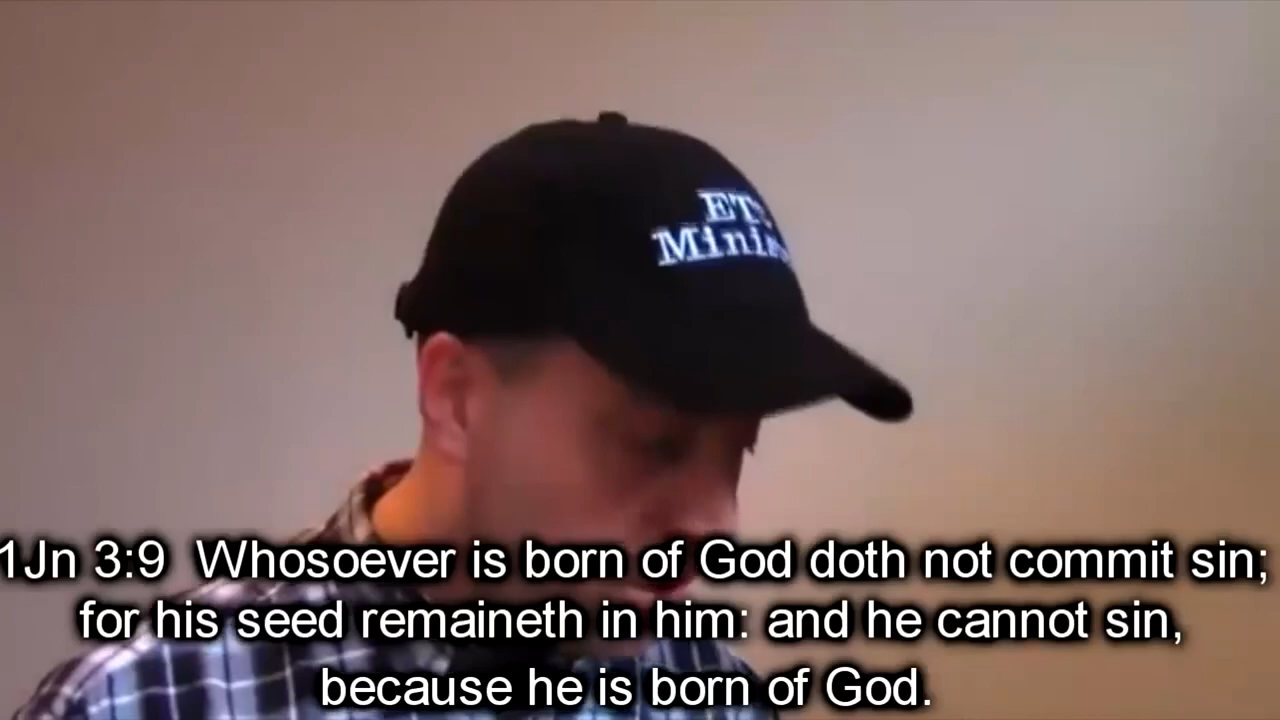 ET
Minis
1Jn 3:9 Whosoever is born of God doth not commit sin;
for his seed remaineth in him: and he cannot sin,
because he is born of God.